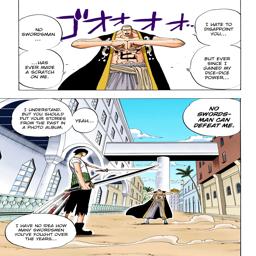 I HATE TO
DISAPPOINT
YOU...
BUT EVER
SINCE I
GAINED MY
DICE-DICE
POWER...
NO
SWORDSMAN
...
...HAS
EVER MADE
A SCRATCH
ON ME.
ゴオオオオ
NO
SWORDS-
MAN CAN
DEFEAT ME.
YEAH...
I UNDERSTAND.
BUT YOU SHOULD
PUT YOUR STORIES
FROM THE PAST IN
A PHOTO ALBUM.
I HAVE NO IDEA HOW
MANY SWORDSMEN
YOU'VE FOUGHT OVER
THE YEARS...